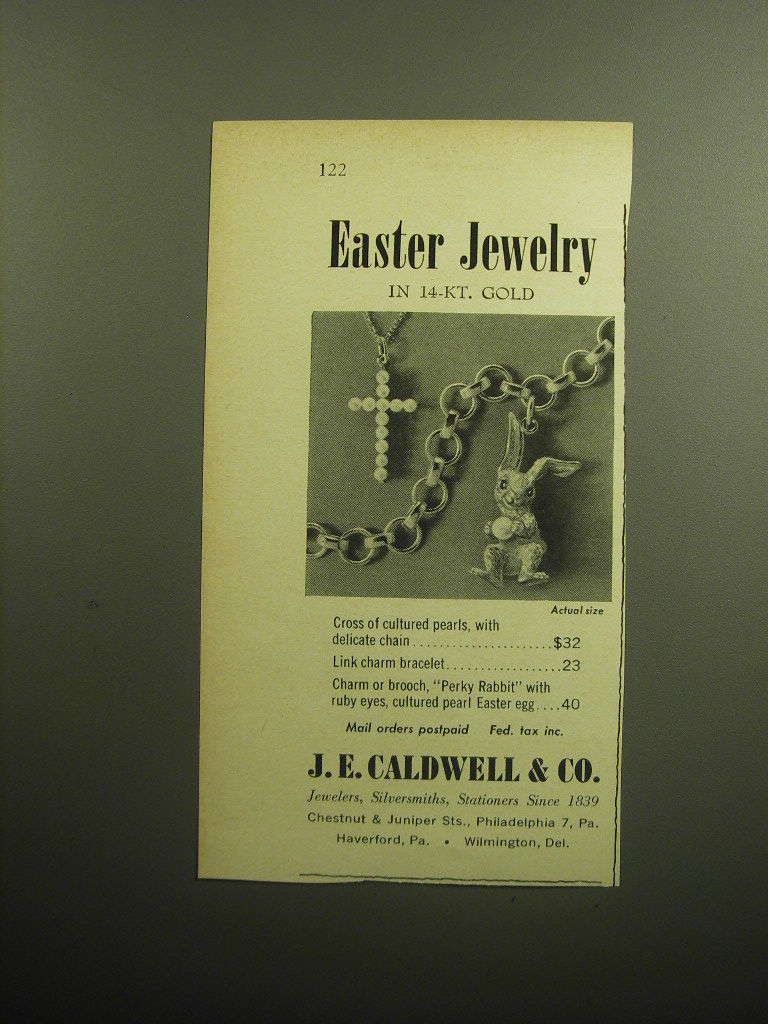 122
Easter Jewelry
IN 14-KT. GOLD
Actual size
Cross of cultured pearls, with
delicate chain.......................$32
Link charm bracelet..................23
Charm or brooch, "Perky Rabbit" with
ruby eyes, cultured pearl Easter egg....40
Mail orders postpaid Fed. tax inc.
J. E. CALDWELL & CO.
Jewelers, Silversmiths, Stationers Since 1839
Chestnut & Juniper Sts., Philadelphia 7, Pa.
Haverford, Pa. • Wilmington, Del.